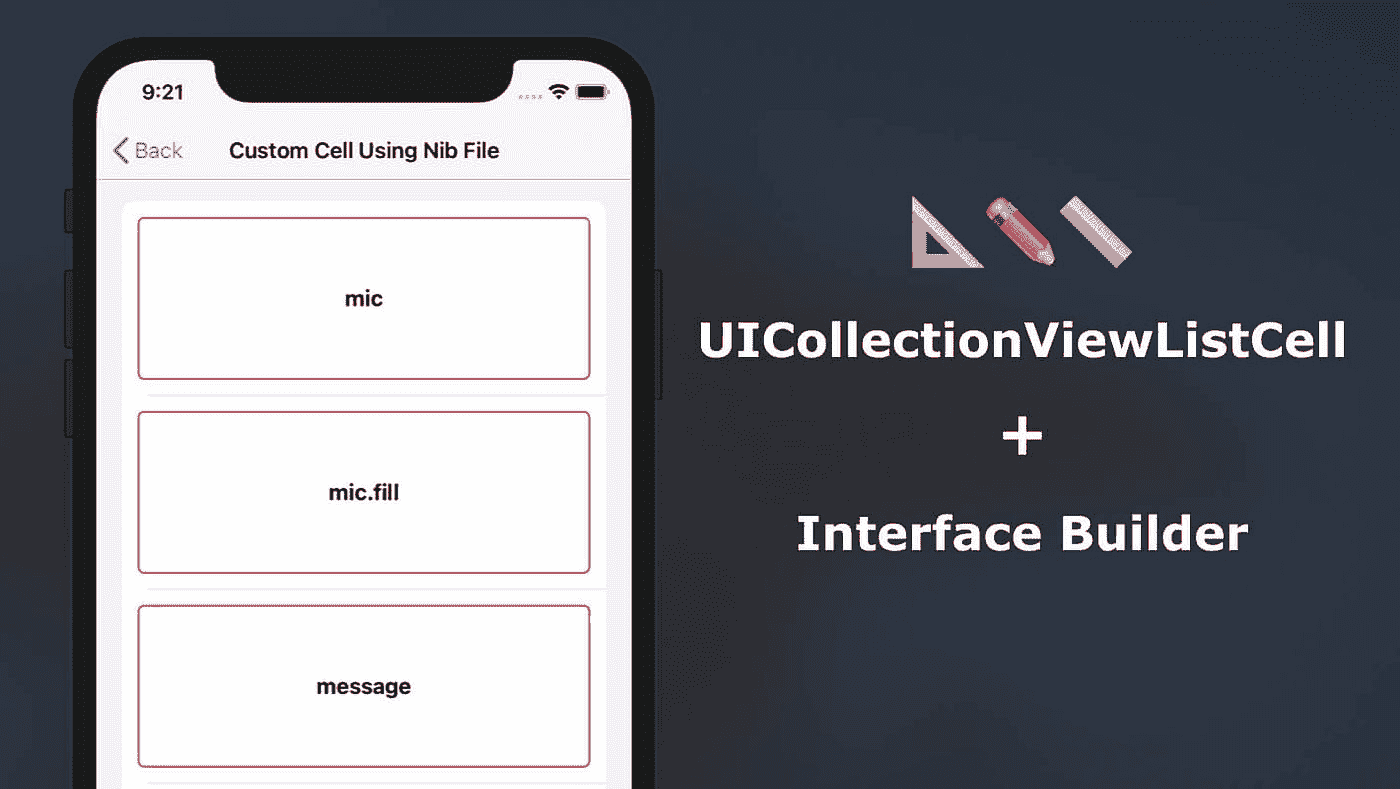 9:21
Back
Custom Cell Using Nib File
mic
mic.fill
message
UICollectionViewListCell
+
Interface Builder